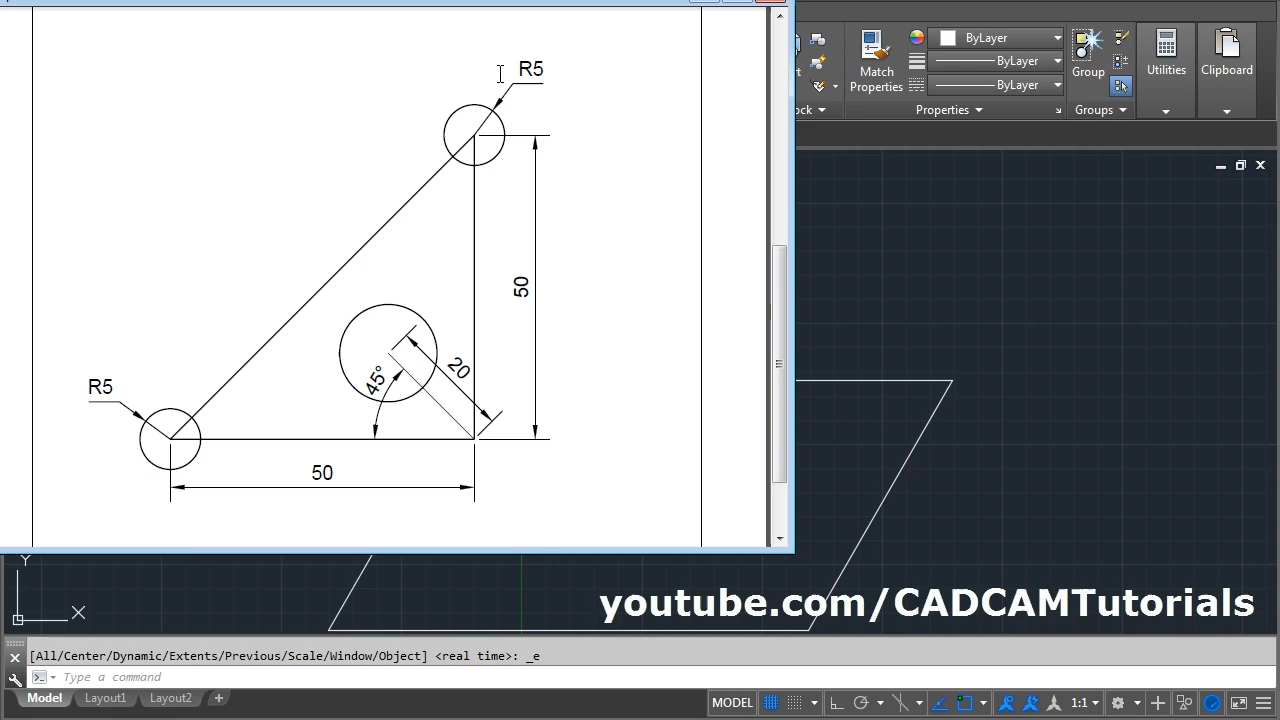 R5
50
20
45°
R5
50
Match
Properties
ByLayer
ByLayer
ByLayer
Properties
Group
Groups
Utilities
Clipboard
Y
X
youtube.com/CADCAMTutorials
[All/Center/Dynamic/Extents/Previous/Scale/Window/Object] <real time>: _e
Type a command
Model
Layout1
Layout2
+
MODEL
1:1